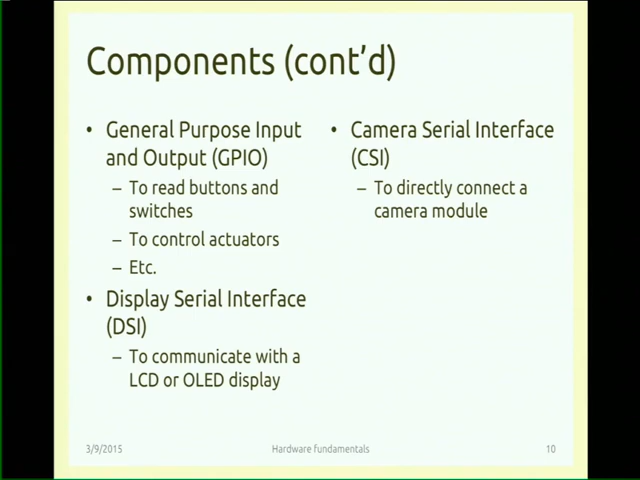 Components (cont'd)
• General Purpose Input
and Output (GPIO)
– To read buttons and
switches
– To control actuators
– Etc.
• Display Serial Interface
(DSI)
– To communicate with a
LCD or OLED display
• Camera Serial Interface
(CSI)
– To directly connect a
camera module
3/9/2015
Hardware fundamentals
10